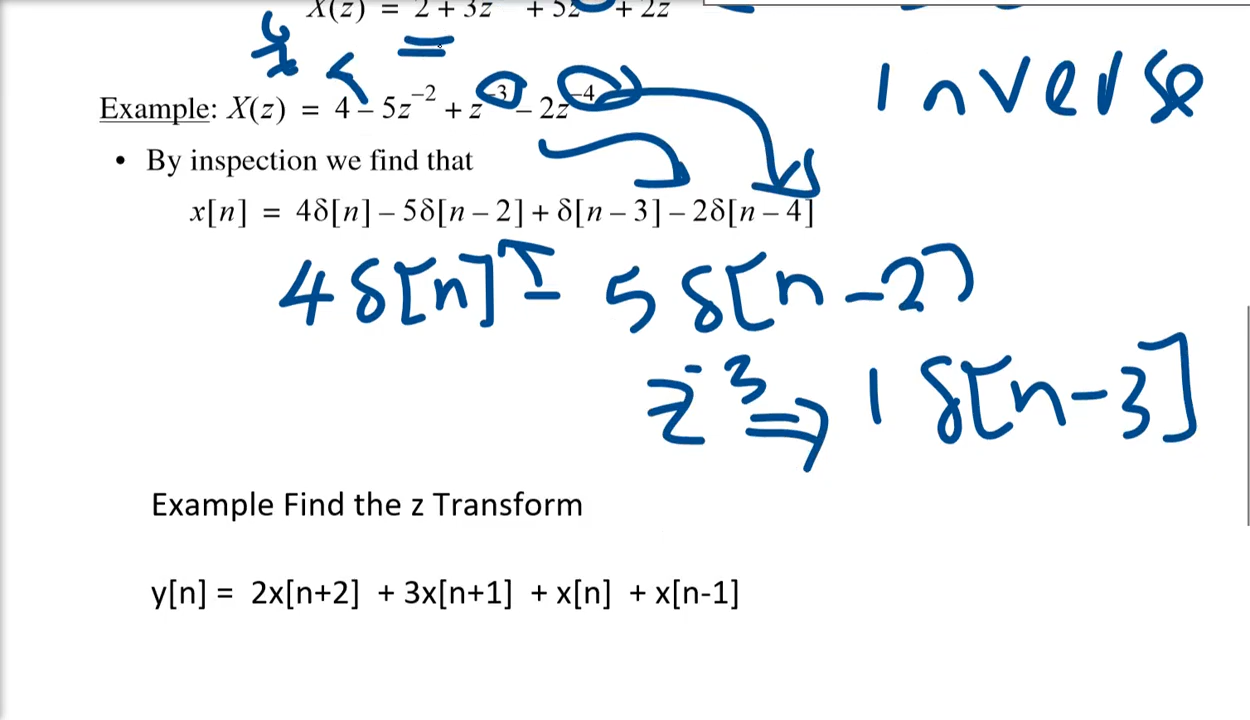 X(z) = 2 + 3z + 5z + 2z
Inverse
Example: X(z) = 4 – 5z⁻² + z⁻³ – 2z⁻⁴
• By inspection we find that
x[n] = 4δ[n] – 5δ[n – 2] + δ[n – 3] – 2δ[n – 4]
4δ[n] – 5δ[n–2]
z⁻³ ⇒ 1δ[n–3]
Example Find the z Transform
y[n] = 2x[n+2] + 3x[n+1] + x[n] + x[n-1]